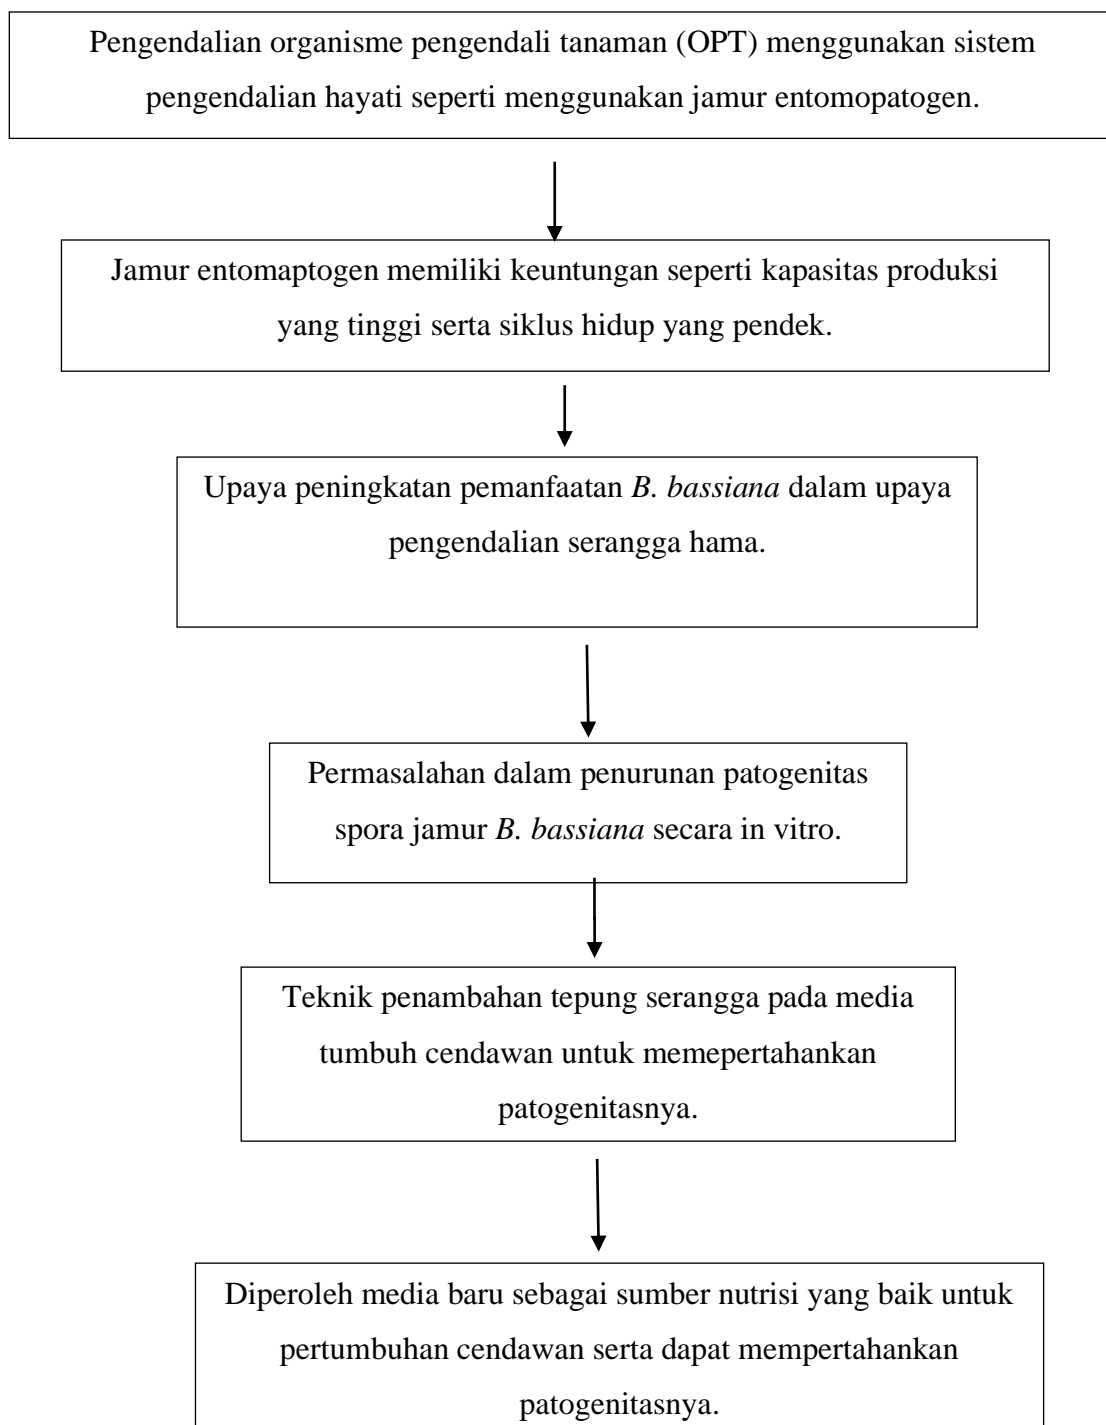 Pengendalian organisme pengendali tanaman (OPT) menggunakan sistem
pengendalian hayati seperti menggunakan jamur entomopatogen.
Jamur entomaptogen memiliki keuntungan seperti kapasitas produksi
yang tinggi serta siklus hidup yang pendek.
Upaya peningkatan pemanfaatan B. bassiana dalam upaya
pengendalian serangga hama.
Permasalahan dalam penurunan patogenitas
spora jamur B. bassiana secara in vitro.
Teknik penambahan tepung serangga pada media
tumbuh cendawan untuk memepertahankan
patogenitasnya.
Diperoleh media baru sebagai sumber nutrisi yang baik untuk
pertumbuhan cendawan serta dapat mempertahankan
patogenitasnya.